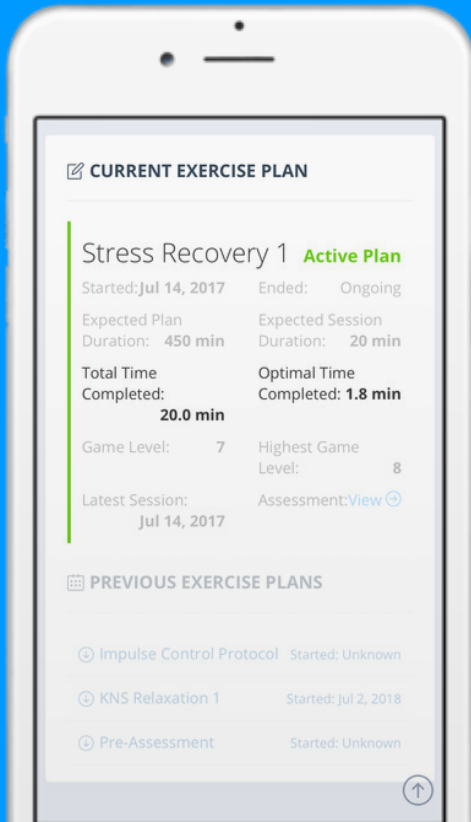 CURRENT EXERCISE PLAN
Stress Recovery 1 Active Plan
Started: Jul 14, 2017 Ended: Ongoing
Expected Plan Duration: 450 min Expected Session Duration: 20 min
Total Time Completed: 20.0 min Optimal Time Completed: 1.8 min
Game Level: 7 Highest Game Level: 8
Latest Session: Jul 14, 2017 Assessment: View
PREVIOUS EXERCISE PLANS
Impulse Control Protocol Started: Unknown
KNS Relaxation 1 Started: Jul 2, 2018
Pre-Assessment Started: Unknown